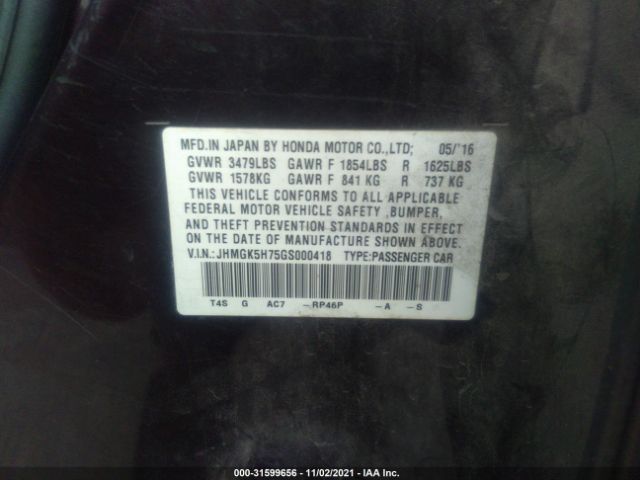 MFD.IN JAPAN BY HONDA MOTOR CO.,LTD; 05/'16
GVWR 3479LBS GAWR F 1854LBS R 1625LBS
GVWR 1578KG GAWR F 841 KG R 737 KG
THIS VEHICLE CONFORMS TO ALL APPLICABLE
FEDERAL MOTOR VEHICLE SAFETY ,BUMPER,
AND THEFT PREVENTION STANDARDS IN EFFECT
ON THE DATE OF MANUFACTURE SHOWN ABOVE.
V.I.N.:JHMGK5H75GS000418 TYPE:PASSENGER CAR
T4S G AC7 -RP46P -A -S
000-31599656 - 11/02/2021 - IAA Inc.